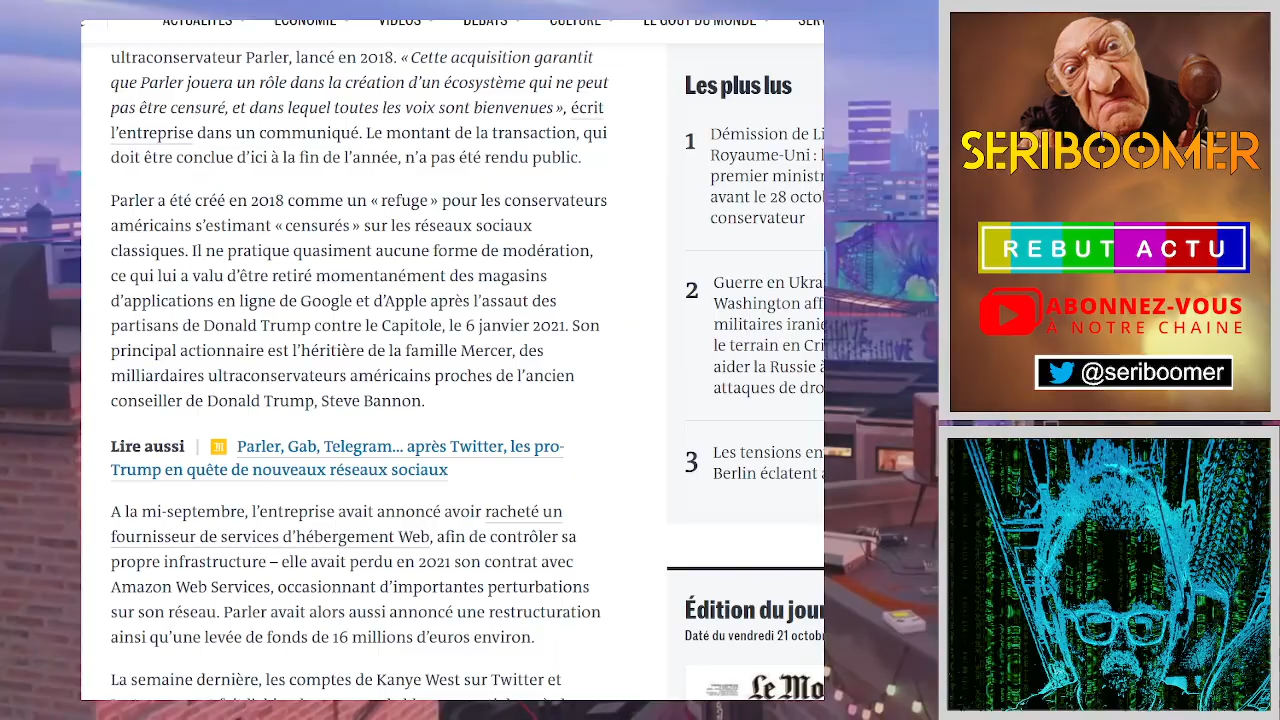 ACTUALITÉS ÉCONOMIE VIDÉOS DÉBATS CULTURE LE GOÛT DU MONDE
ultraconservateur Parler, lancé en 2018. « Cette acquisition garantit
que Parler jouera un rôle dans la création d’un écosystème qui ne peut
pas être censuré, et dans lequel toutes les voix sont bienvenues », écrit
l’entreprise dans un communiqué. Le montant de la transaction, qui
doit être conclue d’ici à la fin de l’année, n’a pas été rendu public.
Parler a été créé en 2018 comme un « refuge » pour les conservateurs
américains s’estimant « censurés » sur les réseaux sociaux
classiques. Il ne pratique quasiment aucune forme de modération,
ce qui lui a valu d’être retiré momentanément des magasins
d’applications en ligne de Google et d’Apple après l’assaut des
partisans de Donald Trump contre le Capitole, le 6 janvier 2021. Son
principal actionnaire est l’héritière de la famille Mercer, des
milliardaires ultraconservateurs américains proches de l’ancien
conseiller de Donald Trump, Steve Bannon.
Lire aussi | Parler, Gab, Telegram… après Twitter, les pro-
Trump en quête de nouveaux réseaux sociaux
A la mi-septembre, l’entreprise avait annoncé avoir racheté un
fournisseur de services d’hébergement Web, afin de contrôler sa
propre infrastructure – elle avait perdu en 2021 son contrat avec
Amazon Web Services, occasionnant d’importantes perturbations
sur son réseau. Parler avait alors aussi annoncé une restructuration
ainsi qu’une levée de fonds de 16 millions d’euros environ.
La semaine dernière, les comptes de Kanye West sur Twitter et
Les plus lus
1 Démission de
Royaume-Uni :
premier
avant le 28
conservateur
2 Guerre en
Washington
militaires
le terrain en
aider la Russie à
attaques de
3 Les tensions
Berlin éclatent
Édition du
Daté du vendredi 21
Le
SERIBOOMER
REBUT ACTU
ABONNEZ-VOUS
À NOTRE CHAINE
@seriboomer